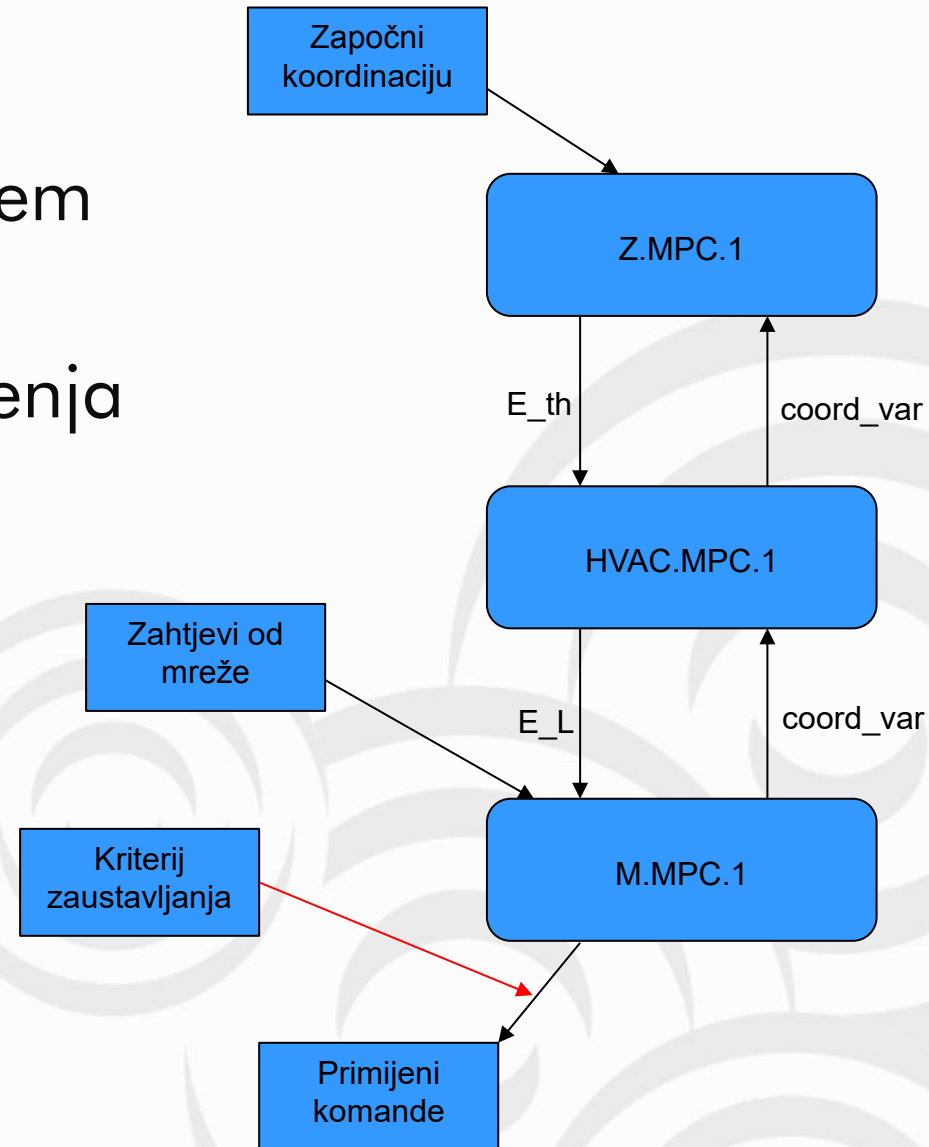 Započni
koordinaciju
em
Z.MPC.1
enja
E_th
coord_var
HVAC.MPC.1
Zahtjevi od
mreže
E_L
coord_var
Kriterij
zaustavljanja
M.MPC.1
Primijeni
komande